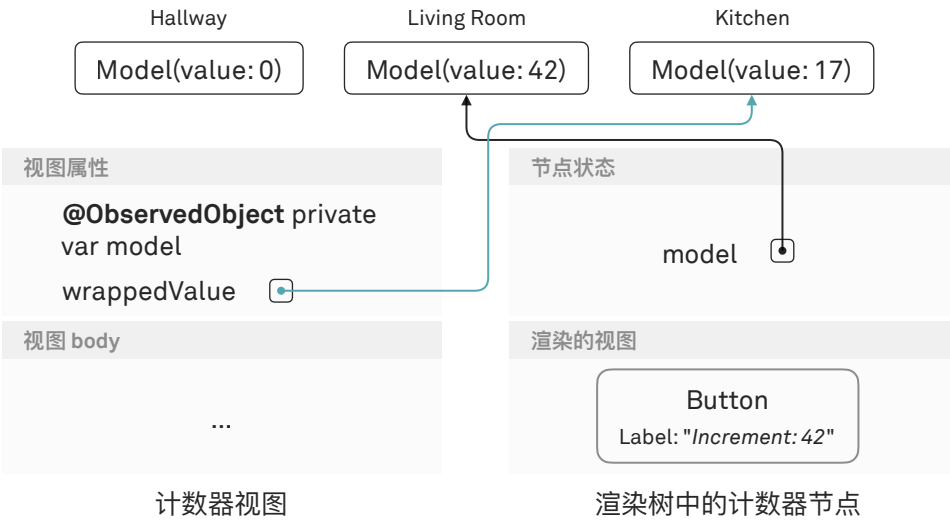 Hallway
Living Room
Kitchen
Model(value: 0)
Model(value: 42)
Model(value: 17)
视图属性
@ObservedObject private
var model
wrappedValue
节点状态
model
视图 body
...
渲染的视图
Button
Label: "Increment: 42"
计数器视图
渲染树中的计数器节点